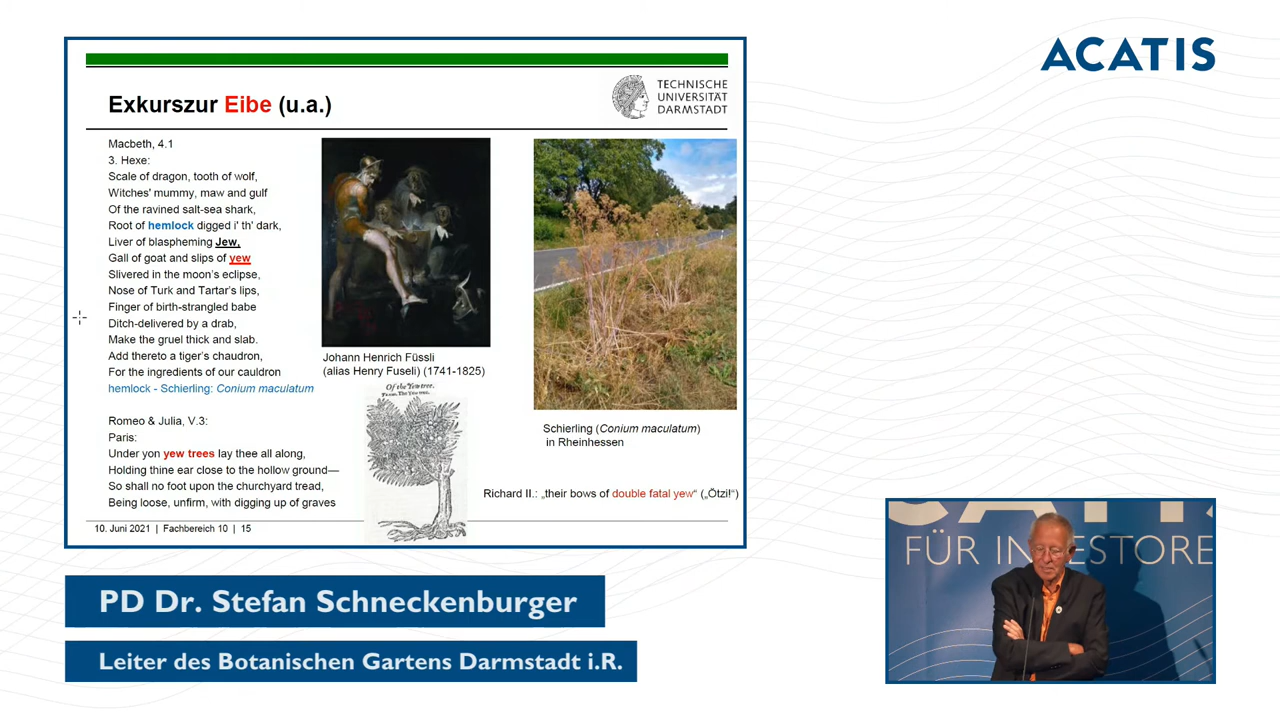 ACATIS
TECHNISCHE
UNIVERSITÄT
DARMSTADT
Exkurszur Eibe (u.a.)
Macbeth, 4.1
3. Hexe:
Scale of dragon, tooth of wolf,
Witches' mummy, maw and gulf
Of the ravined salt-sea shark,
Root of hemlock digged i' th' dark,
Liver of blaspheming Jew,
Gall of goat and slips of yew
Slivered in the moon's eclipse,
Nose of Turk and Tartar's lips,
Finger of birth-strangled babe
Ditch-delivered by a drab,
Make the gruel thick and slab.
Add thereto a tiger's chaudron,
For the ingredients of our cauldron
hemlock - Schierling: Conium maculatum
Romeo & Julia, V.3:
Paris:
Under yon yew trees lay thee all along,
Holding thine ear close to the hollow ground—
So shall no foot upon the churchyard tread,
Being loose, unfirm, with digging up of graves
Johann Henrich Füssli
(alias Henry Fuseli) (1741-1825)
Of the Yew tree.
Schierling (Conium maculatum)
in Rheinhessen
Richard II.: „their bows of double fatal yew“ („Ötzi!“)
10. Juni 2021 | Fachbereich 10 | 15
FÜR IN ESTORE
PD Dr. Stefan Schneckenburger
Leiter des Botanischen Gartens Darmstadt i.R.